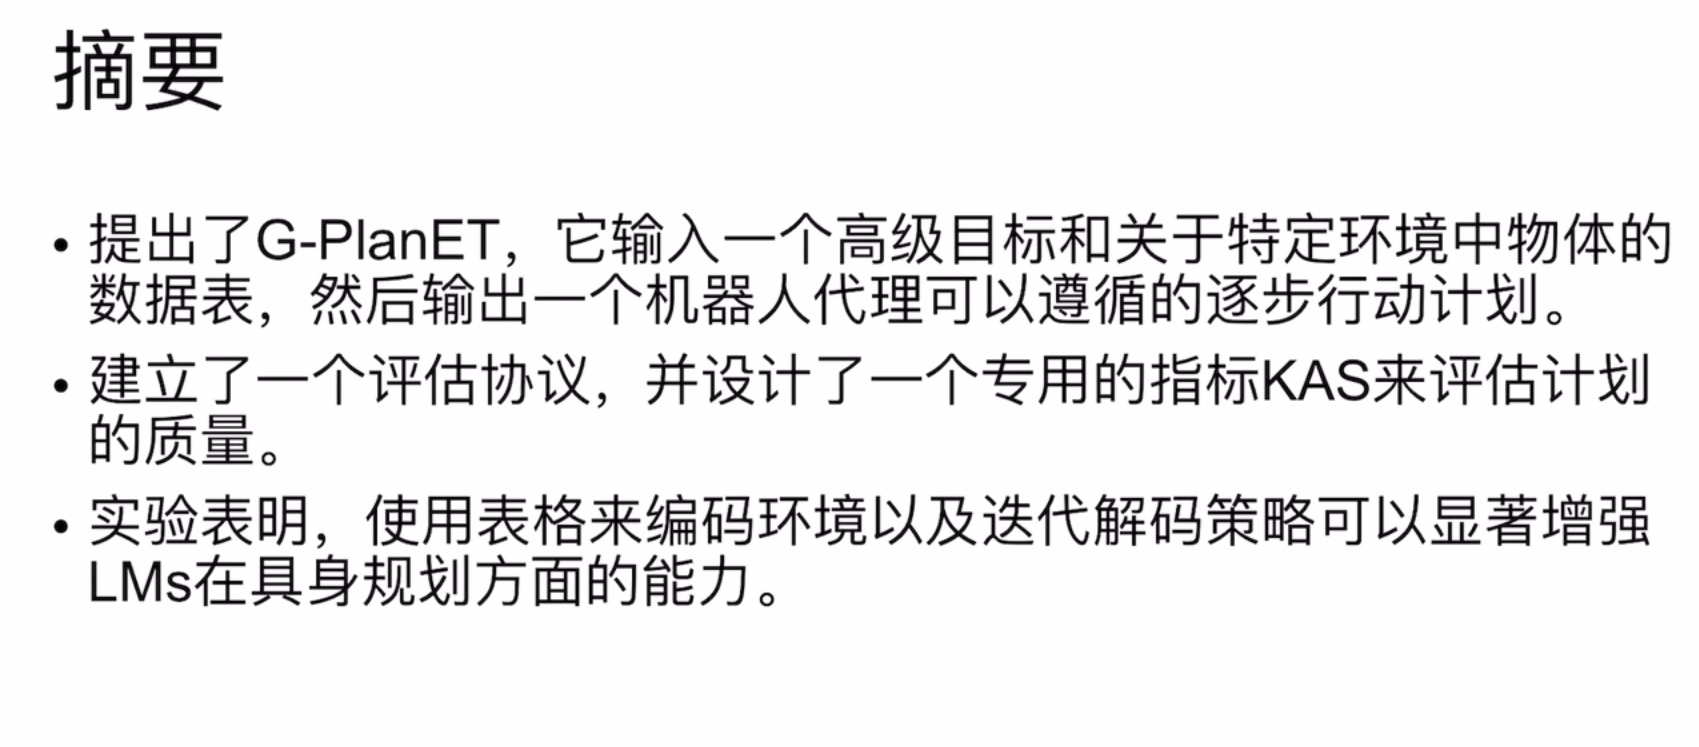 摘要
• 提出了G-PlanET，它输入一个高级目标和关于特定环境中物体的
数据表，然后输出一个机器人代理可以遵循的逐步行动计划。
• 建立了一个评估协议，并设计了一个专用的指标KAS来评估计划
的质量。
• 实验表明，使用表格来编码环境以及迭代解码策略可以显著增强
LMs在具身规划方面的能力。